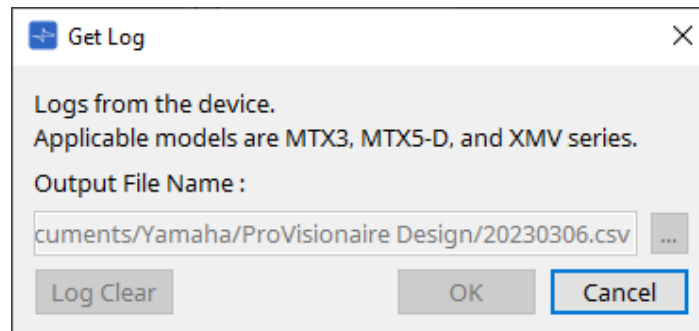 Get Log
Logs from the device.
Applicable models are MTX3, MTX5-D, and XMV series.
Output File Name :
cuments/Yamaha/ProVisionaire Design/20230306.csv ...
Log Clear OK Cancel